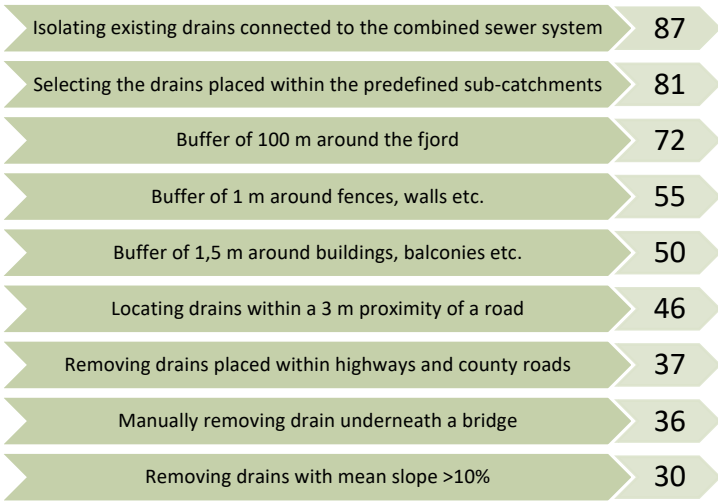 Isolating existing drains connected to the combined sewer system 87
Selecting the drains placed within the predefined sub-catchments 81
Buffer of 100 m around the fjord 72
Buffer of 1 m around fences, walls etc. 55
Buffer of 1,5 m around buildings, balconies etc. 50
Locating drains within a 3 m proximity of a road 46
Removing drains placed within highways and county roads 37
Manually removing drain underneath a bridge 36
Removing drains with mean slope >10% 30